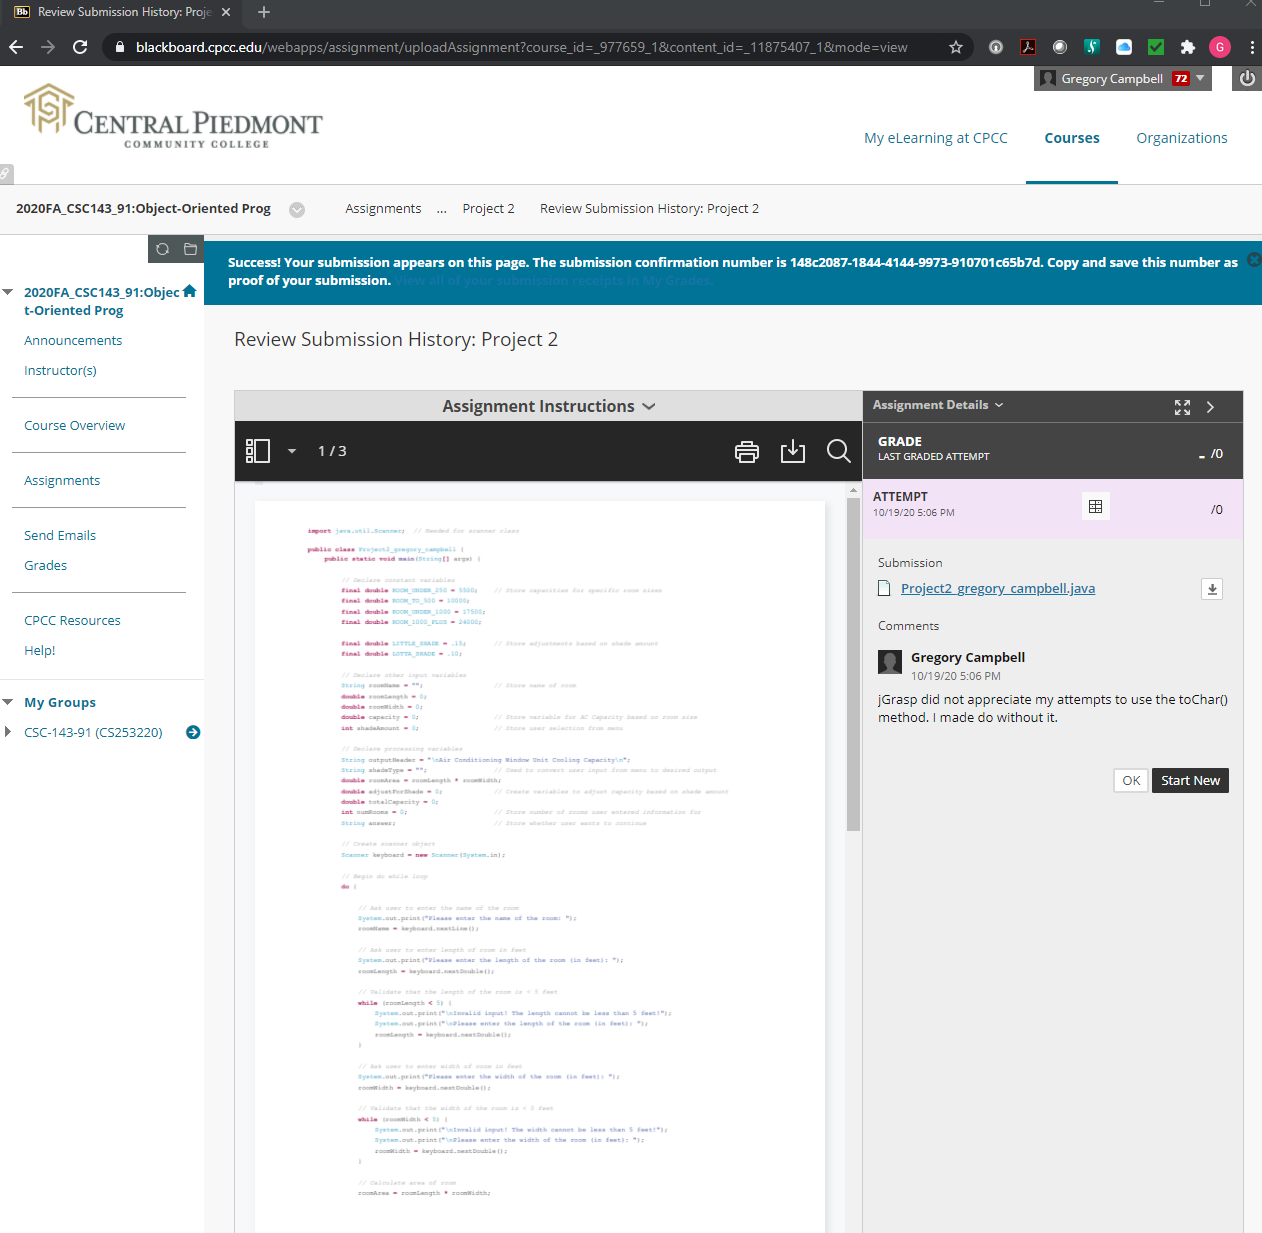 Review Submission History: Proje
blackboard.cpcc.edu/webapps/assignment/uploadAssignment?course_id=_977659_1&content_id=_11875407_1&mode=view
G
Gregory Campbell 72
CENTRAL PIEDMONT
COMMUNITY COLLEGE
My eLearning at CPCC Courses Organizations
2020FA_CSC143_91:Object-Oriented Prog Assignments ... Project 2 Review Submission History: Project 2
Success! Your submission appears on this page. The submission confirmation number is 148c2087-1844-4144-9973-910701c65b7d. Copy and save this number as
proof of your submission. View all of your submission receipts in My Grades.
2020FA_CSC143_91:Objec
t-Oriented Prog
Announcements
Instructor(s)
Course Overview
Assignments
Send Emails
Grades
CPCC Resources
Help!
My Groups
CSC-143-91 (CS253220)
Review Submission History: Project 2
Assignment Instructions
1 / 3
import java.util.Scanner; // Needed for scanner class
public class Project2_gregory_campbell {
public static void main(String[] args) {
// Declare constant variables
final double ROOM_UNDER_250 = 5500; // Store capacities for specific room sizes
final double ROOM_TO_500 = 10000;
final double ROOM_UNDER_1000 = 17500;
final double ROOM_1000_PLUS = 24000;
final double LITTLE_SHADE = .15; // Store adjustments based on shade amount
final double LOTTA_SHADE = .10;
// Declare other input variables
String roomName = ""; // Store name of room
double roomLength = 0;
double roomWidth = 0;
double capacity = 0; // Store variable for AC Capacity based on room size
int shadeAmount = 0; // Store user selection from menu
// Declare processing variables
String outputHeader = "\nAir Conditioning Window Unit Cooling Capacity\n";
String shadeType = ""; // Used to convert user input from menu to desired output
double roomArea = roomLength * roomWidth;
double adjustForShade = 0; // Create variables to adjust capacity based on shade amount
double totalCapacity = 0;
int numRooms = 0; // Store number of rooms user entered information for
String answer; // Store whether user wants to continue
// Create scanner object
Scanner keyboard = new Scanner(System.in);
// Begin do while loop
do {
// Ask user to enter the name of the room
System.out.print("Please enter the name of the room: ");
roomName = keyboard.nextLine();
// Ask user to enter length of room in feet
System.out.print("Please enter the length of the room (in feet): ");
roomLength = keyboard.nextDouble();
// Validate that the length of the room is < 5 feet
while (roomLength < 5) {
System.out.print("\nInvalid input! The length cannot be less than 5 feet!");
System.out.print("\nPlease enter the length of the room (in feet): ");
roomLength = keyboard.nextDouble();
}
// Ask user to enter width of room in feet
System.out.print("Please enter the width of the room (in feet): ");
roomWidth = keyboard.nextDouble();
// Validate that the width of the room is < 5 feet
while (roomWidth < 5) {
System.out.print("\nInvalid input! The width cannot be less than 5 feet!");
System.out.print("\nPlease enter the width of the room (in feet): ");
roomWidth = keyboard.nextDouble();
}
// Calculate area of room
roomArea = roomLength * roomWidth;
Assignment Details
GRADE
LAST GRADED ATTEMPT
- /0
ATTEMPT
10/19/20 5:06 PM
/0
Submission
Project2_gregory_campbell.java
Comments
Gregory Campbell
10/19/20 5:06 PM
jGrasp did not appreciate my attempts to use the toChar()
method. I made do without it.
OK Start New